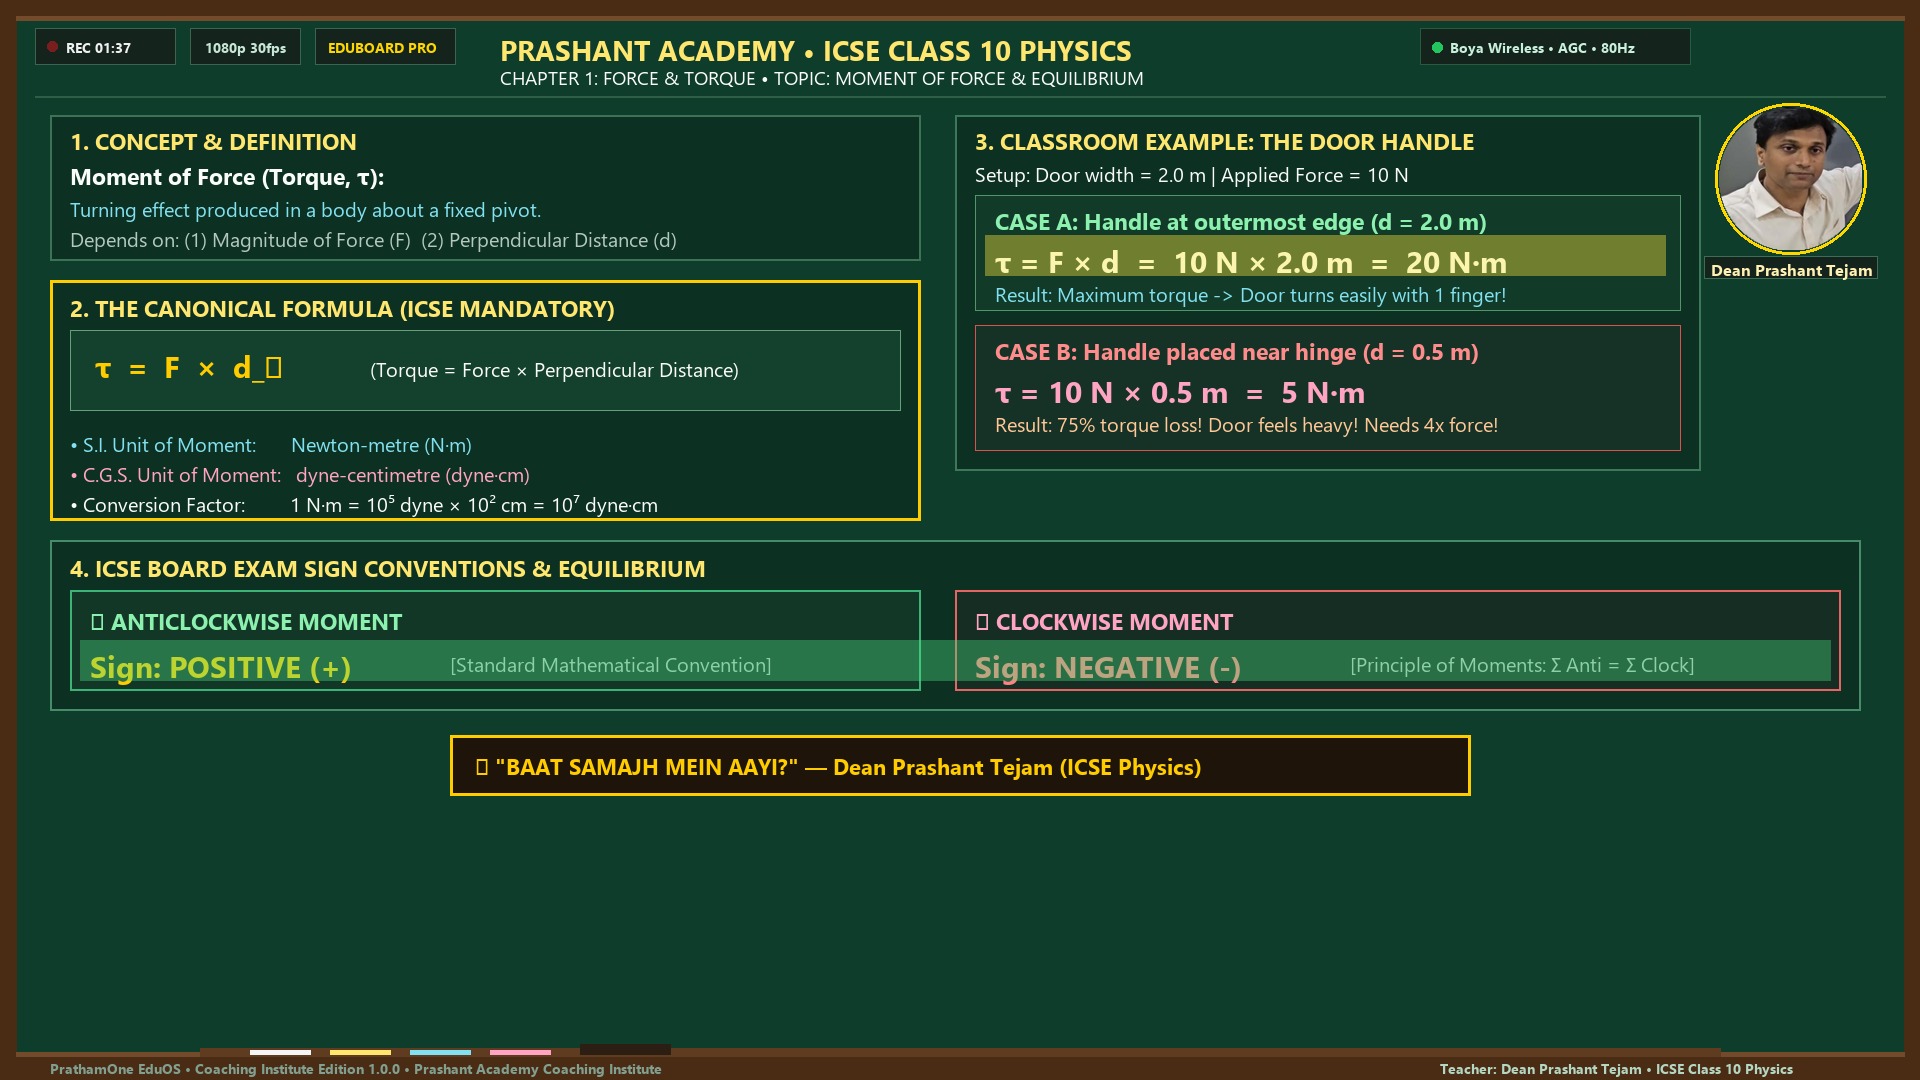 REC 01:37
1080p 30fps
EDUBOARD PRO
PRASHANT ACADEMY • ICSE CLASS 10 PHYSICS
CHAPTER 1: FORCE & TORQUE • TOPIC: MOMENT OF FORCE & EQUILIBRIUM
Boya Wireless • AGC • 80Hz
1. CONCEPT & DEFINITION
Moment of Force (Torque, τ):
Turning effect produced in a body about a fixed pivot.
Depends on: (1) Magnitude of Force (F) (2) Perpendicular Distance (d)
2. THE CANONICAL FORMULA (ICSE MANDATORY)
τ = F × d_▯ (Torque = Force × Perpendicular Distance)
• S.I. Unit of Moment: Newton-metre (N·m)
• C.G.S. Unit of Moment: dyne-centimetre (dyne·cm)
• Conversion Factor: 1 N·m = 10⁵ dyne × 10² cm = 10⁷ dyne·cm
3. CLASSROOM EXAMPLE: THE DOOR HANDLE
Setup: Door width = 2.0 m | Applied Force = 10 N
CASE A: Handle at outermost edge (d = 2.0 m)
τ = F × d = 10 N × 2.0 m = 20 N·m
Result: Maximum torque -> Door turns easily with 1 finger!
CASE B: Handle placed near hinge (d = 0.5 m)
τ = 10 N × 0.5 m = 5 N·m
Result: 75% torque loss! Door feels heavy! Needs 4x force!
Dean Prashant Tejam
4. ICSE BOARD EXAM SIGN CONVENTIONS & EQUILIBRIUM
▯ ANTICLOCKWISE MOMENT
Sign: POSITIVE (+) [Standard Mathematical Convention]
▯ CLOCKWISE MOMENT
Sign: NEGATIVE (-) [Principle of Moments: Σ Anti = Σ Clock]
▯ "BAAT SAMAJH MEIN AAYI?" — Dean Prashant Tejam (ICSE Physics)
PrathamOne EduOS • Coaching Institute Edition 1.0.0 • Prashant Academy Coaching Institute
Teacher: Dean Prashant Tejam • ICSE Class 10 Physics